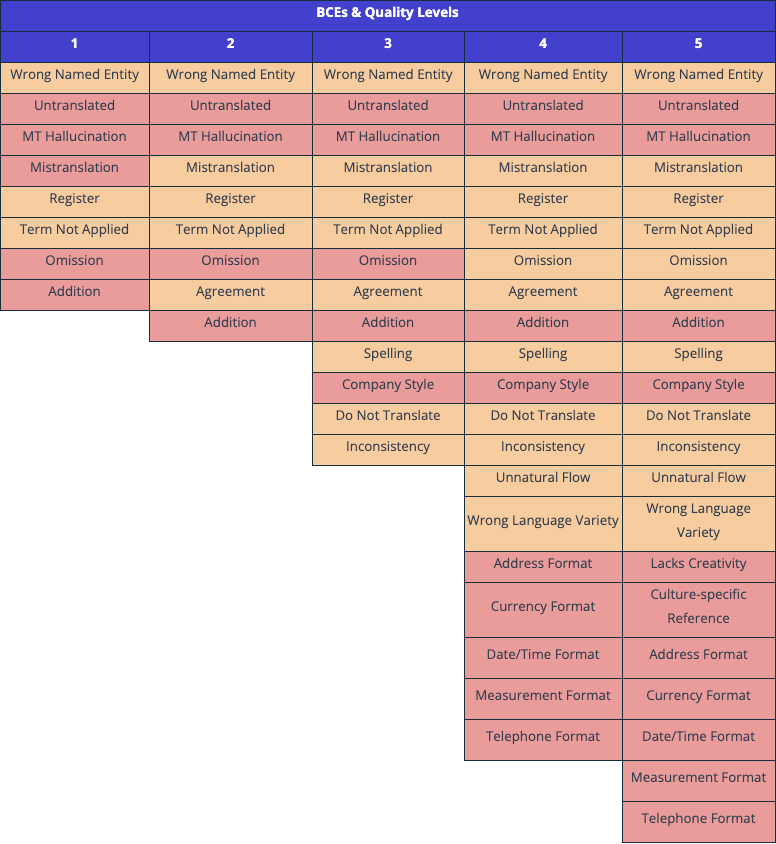 BCEs & Quality Levels
1 2 3 4 5
Wrong Named Entity Wrong Named Entity Wrong Named Entity Wrong Named Entity Wrong Named Entity
Untranslated Untranslated Untranslated Untranslated Untranslated
MT Hallucination MT Hallucination MT Hallucination MT Hallucination MT Hallucination
Mistranslation Mistranslation Mistranslation Mistranslation Mistranslation
Register Register Register Register Register
Term Not Applied Term Not Applied Term Not Applied Term Not Applied Term Not Applied
Omission Omission Omission Omission Omission
Addition Agreement Agreement Agreement Agreement
Addition Addition Addition Addition
Spelling Spelling Spelling
Company Style Company Style Company Style
Do Not Translate Do Not Translate Do Not Translate
Inconsistency Inconsistency Inconsistency
Unnatural Flow Unnatural Flow
Wrong Language Variety Wrong Language
Variety
Address Format Lacks Creativity
Currency Format Culture-specific
Reference
Date/Time Format Address Format
Measurement Format Currency Format
Telephone Format Date/Time Format
Measurement Format
Telephone Format